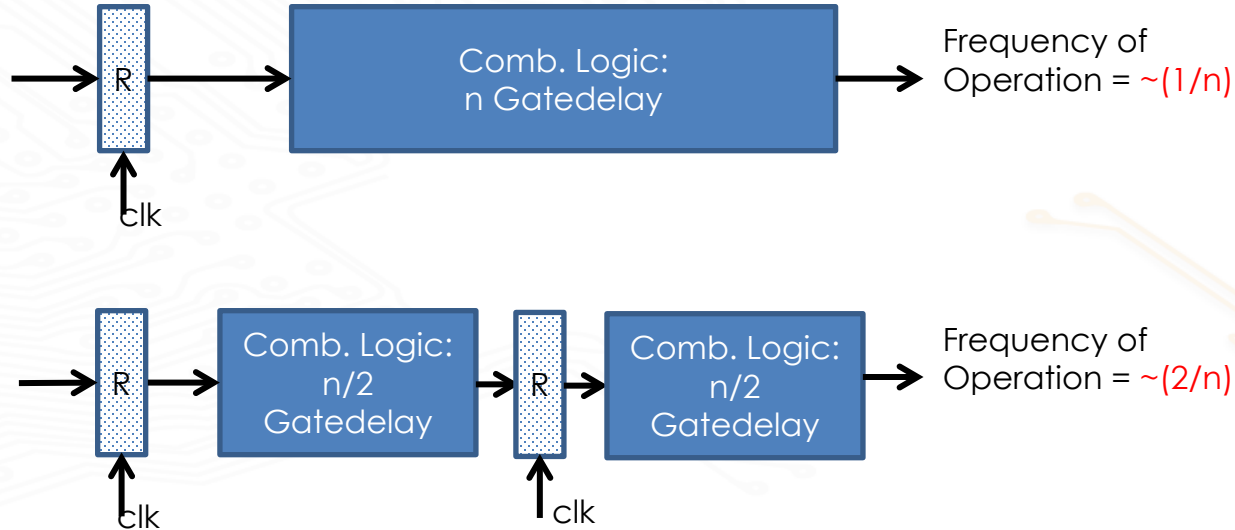 R
Comb. Logic:
n Gatedelay
Frequency of
Operation = ~(1/n)
clk
R
Comb. Logic:
n/2
Gatedelay
R
Comb. Logic:
n/2
Gatedelay
Frequency of
Operation = ~(2/n)
clk
clk